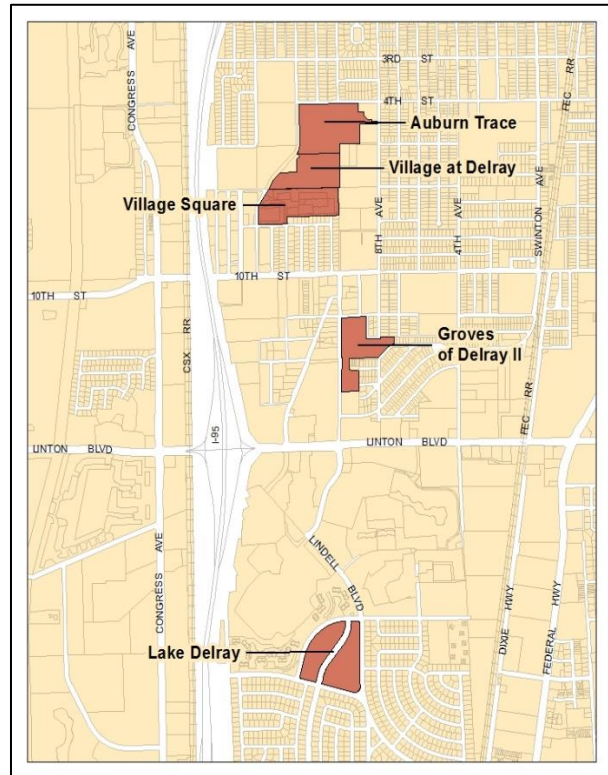 CONGRESS AVE
3RD ST
FEC RR
4TH ST
Auburn Trace
Village at Delray
Village Square
8TH AVE
4TH AVE
SWINTON AVE
10TH ST
10TH ST
CSX RR
Groves
of Delray II
FEC RR
I-95
LINTON BLVD
LINTON BLVD
LINDELL BLVD
CONGRESS AVE
DIXIE HWY
FEDERAL HWY
Lake Delray